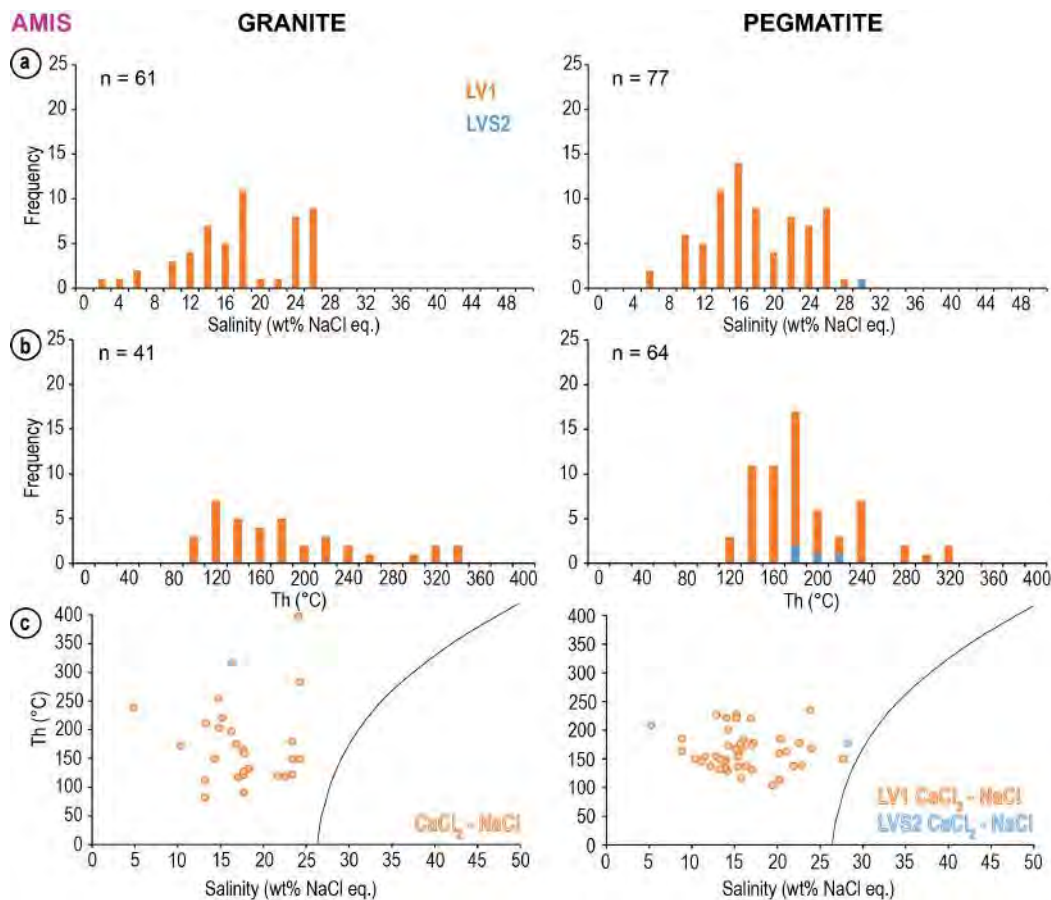 AMIS GRANITE PEGMATITE
a
n = 61
LV1
LVS2
25
20
15
10
5
0
Frequency
0 4 8 12 16 20 24 28 32 36 40 44 48
Salinity (wt% NaCl eq.)
n = 77
25
20
15
10
5
0
0 4 8 12 16 20 24 28 32 36 40 44 48
Salinity (wt% NaCl eq.)
b
n = 41
25
20
15
10
5
0
Frequency
0 40 80 120 160 200 240 280 320 360 400
Th (°C)
n = 64
25
20
15
10
5
0
0 40 80 120 160 200 240 280 320 360 400
Th (°C)
c
400
350
300
250
200
150
100
50
0
Th (°C)
CaCl2 - NaCl
0 5 10 15 20 25 30 35 40 45 50
Salinity (wt% NaCl eq.)
400
350
300
250
200
150
100
50
0
LV1 CaCl2 - NaCl
LVS2 CaCl2 - NaCl
0 5 10 15 20 25 30 35 40 45 50
Salinity (wt% NaCl eq.)